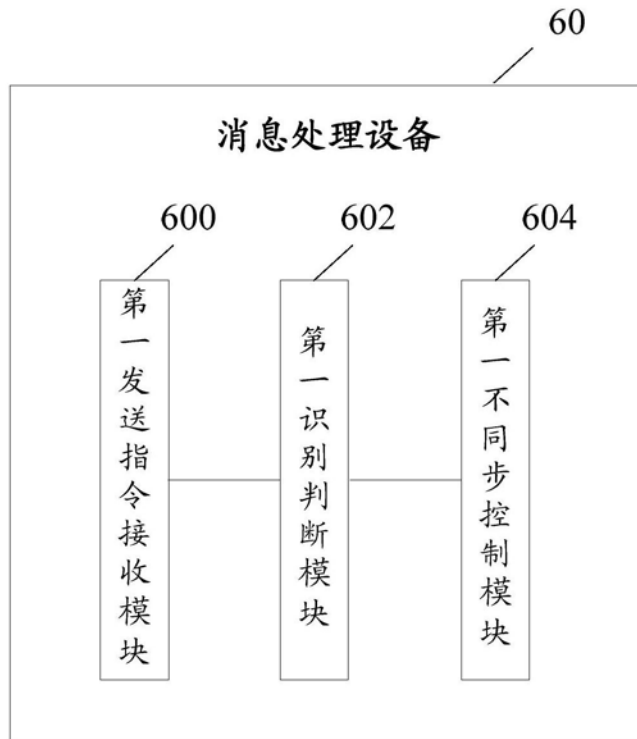 60
消息处理设备
600
602
604
第一发送指令接收模块
第一识别判断模块
第一不同步控制模块